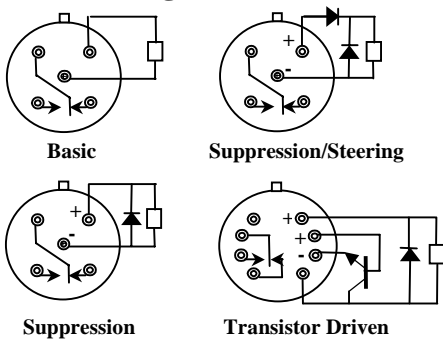 +
-
Basic
Suppression/Steering
+
-
+
+
-
Suppression
Transistor Driven